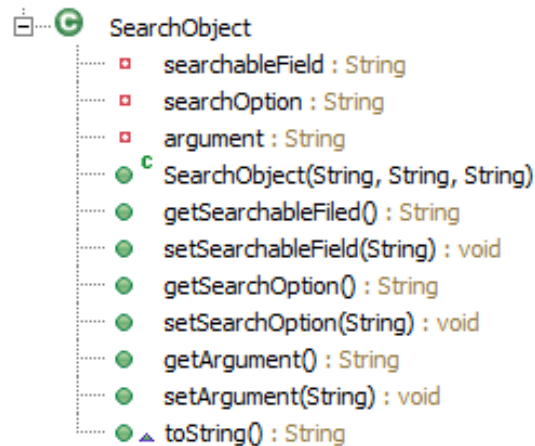 SearchObject
searchableField : String
searchOption : String
argument : String
SearchObject(String, String, String)
getSearchableFiled() : String
setSearchableField(String) : void
getSearchOption() : String
setSearchOption(String) : void
getArgument() : String
setArgument(String) : void
toString() : String